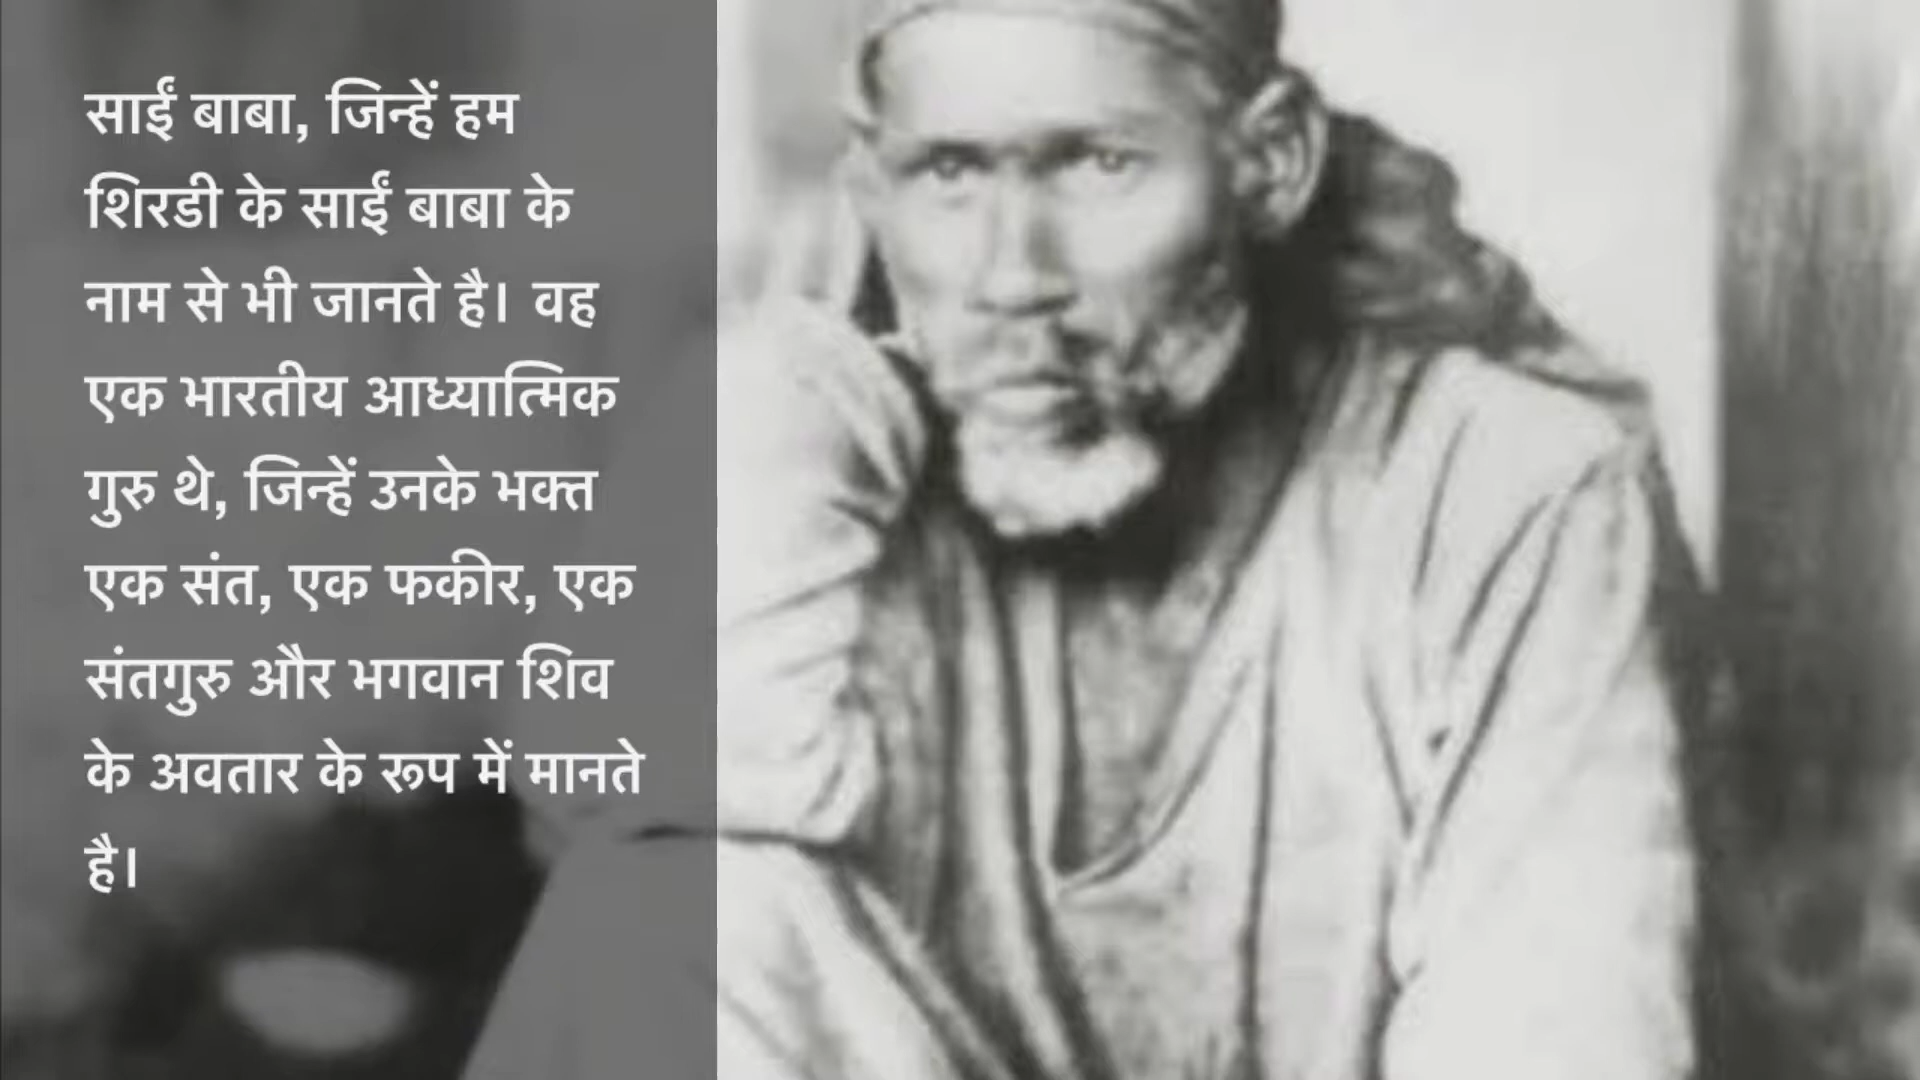 साईं बाबा, जिन्हें हम
शिरडी के साईं बाबा के
नाम से भी जानते है। वह
एक भारतीय आध्यात्मिक
गुरु थे, जिन्हें उनके भक्त
एक संत, एक फकीर, एक
संतगुरु और भगवान शिव
के अवतार के रूप में मानते
है।